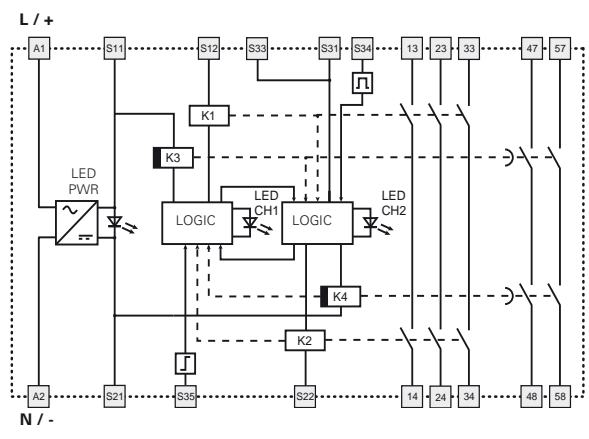 L / +
A1 S11 S12 S33 S31 S34 13 23 33 47 57
K1
K3
LED
PWR
LED
CH1
LED
CH2
LOGIC LOGIC
K4
K2
A2 S21 S35 S22 14 24 34 48 58
N / -